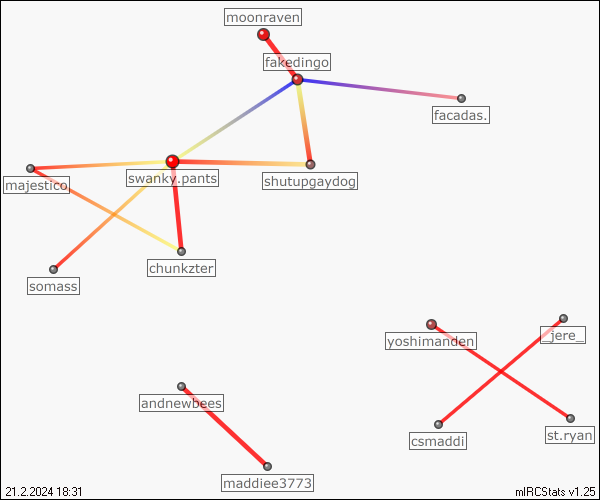 moonraven
fakedingo
facadas.
majestico
swanky.pants
shutupgaydog
chunkzter
somass
yoshimanden
_jere_
andnewbees
csmaddi
st.ryan
maddiee3773
21.2.2024 18:31
mIRCStats v1.25